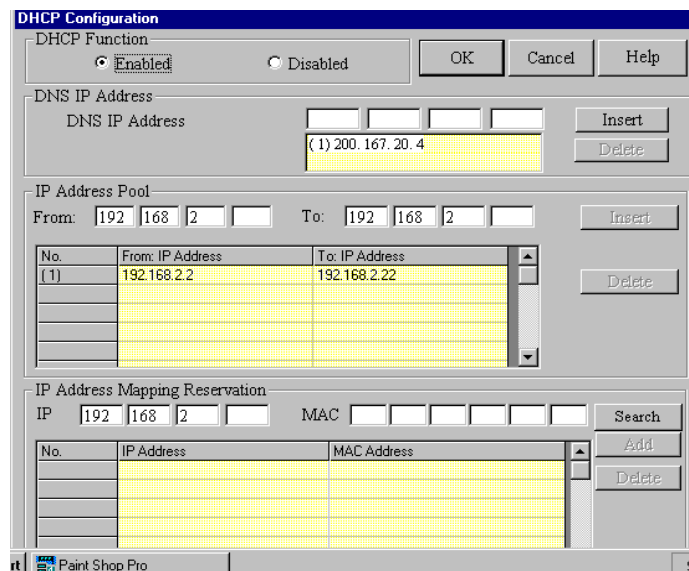 DHCP Configuration
DHCP Function
Enabled
Disabled
OK
Cancel
Help
DNS IP Address
DNS IP Address
Insert
( 1) 200. 167. 20. 4
Delete
IP Address Pool
From: 192 168 2
To: 192 168 2
Insert
No. From: IP Address To: IP Address
( 1) 192.168.2.2 192.168.2.22
Delete
IP Address Mapping Reservation
IP 192 168 2
MAC
Search
No. IP Address MAC Address
Add
Delete
Paint Shop Pro